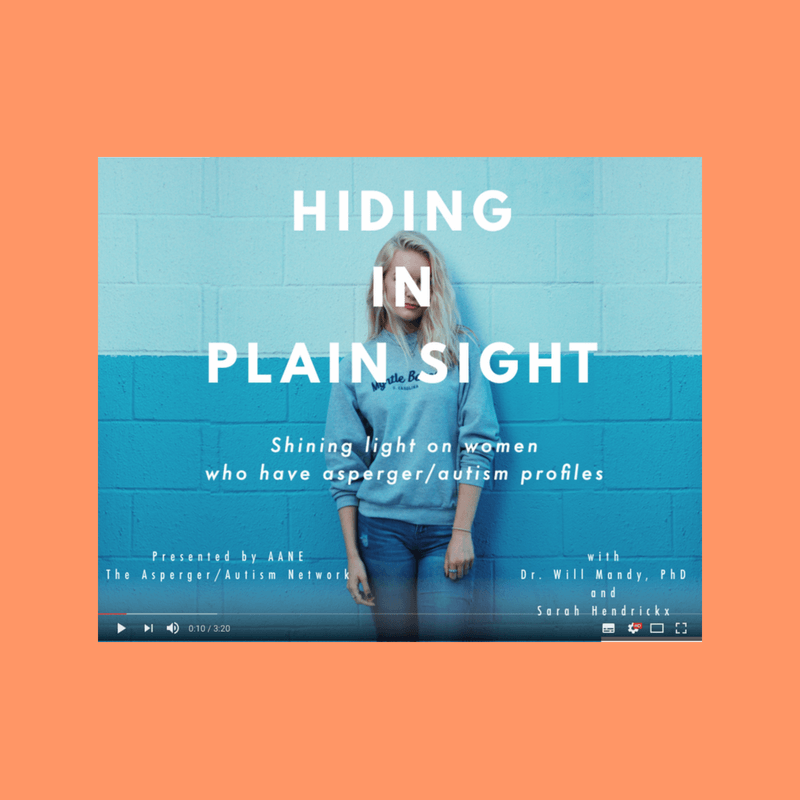 HIDING
IN
PLAIN SIGHT
Myrtle
Shining light on women
who have asperger/autism profiles
Presented by AANE
The Asperger/Autism Network
with
Dr. Will Mandy, PhD
and
Sarah Hendrickx
0:10 / 3:20